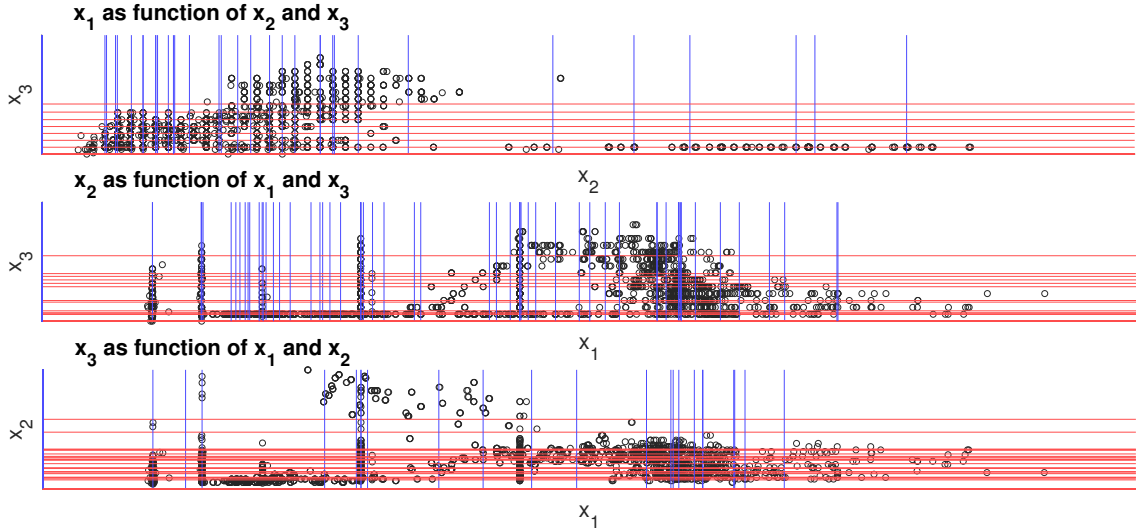 x₁ as function of x₂ and x₃
x₃
x₂
x₂ as function of x₁ and x₃
x₃
x₁
x₃ as function of x₁ and x₂
x₂
x₁